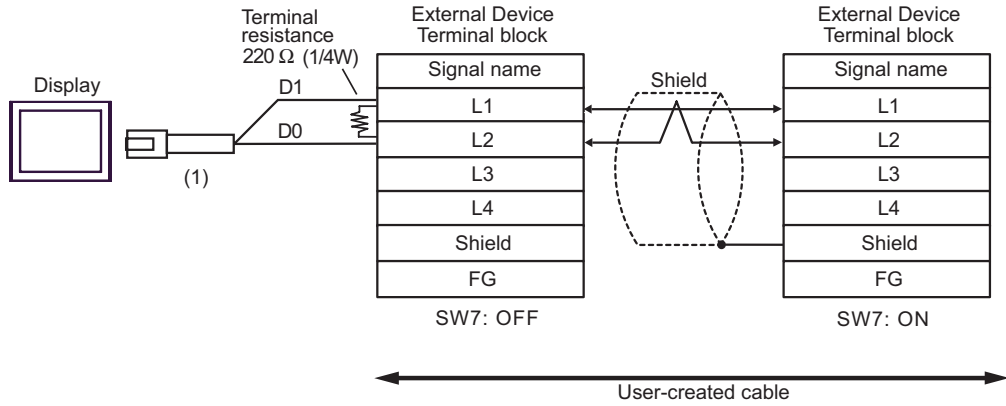 Terminal
resistance
220 Ω (1/4W)
External Device
Terminal block
External Device
Terminal block
Display
D1
D0
(1)
Signal name
L1
L2
L3
L4
Shield
FG
SW7: OFF
Shield
Signal name
L1
L2
L3
L4
Shield
FG
SW7: ON
User-created cable